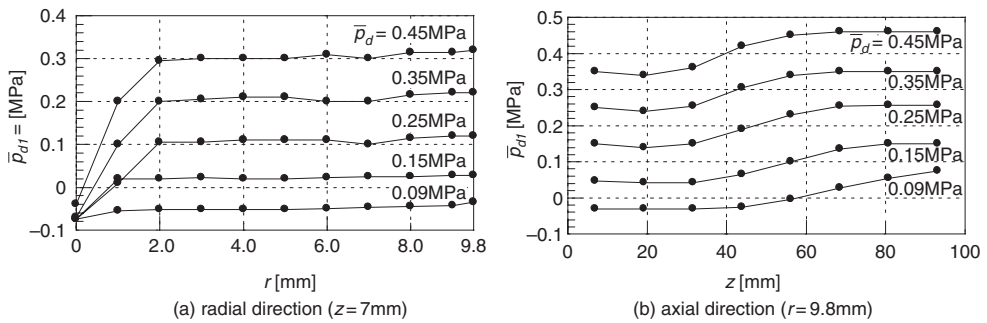 0.4
0.3
0.2
0.1
0
–0.1
p̅d1 = [MPa]
p̅d = 0.45MPa
0.35MPa
0.25MPa
0.15MPa
0.09MPa
0 2.0 4.0 6.0 8.0 9.8
r [mm]
(a) radial direction (z = 7mm)
0.5
0.4
0.3
0.2
0.1
0
–0.1
p̅d1 [MPa]
p̅d = 0.45MPa
0.35MPa
0.25MPa
0.15MPa
0.09MPa
0 20 40 60 80 100
z [mm]
(b) axial direction (r = 9.8mm)